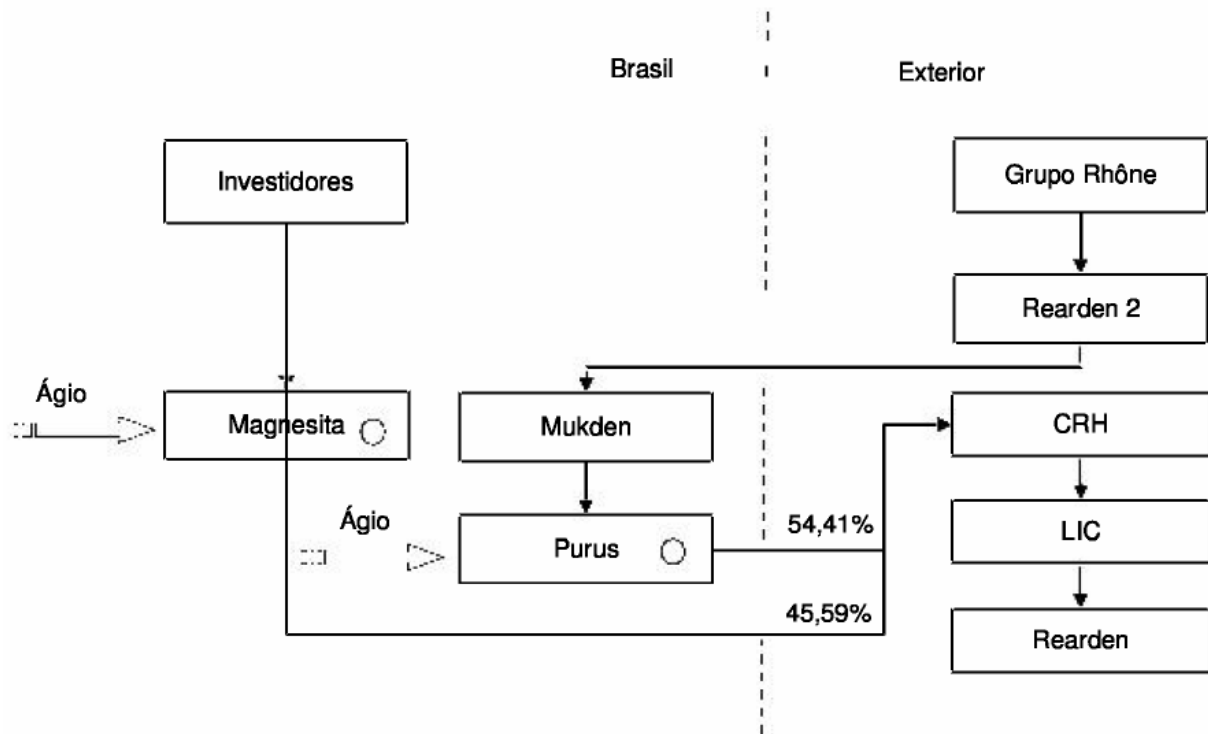 Brasil
Exterior
Investidores
Grupo Rhône
Rearden 2
Ágio
Magnesita
Mukden
CRH
Ágio
Purus
54,41%
LIC
45,59%
Rearden